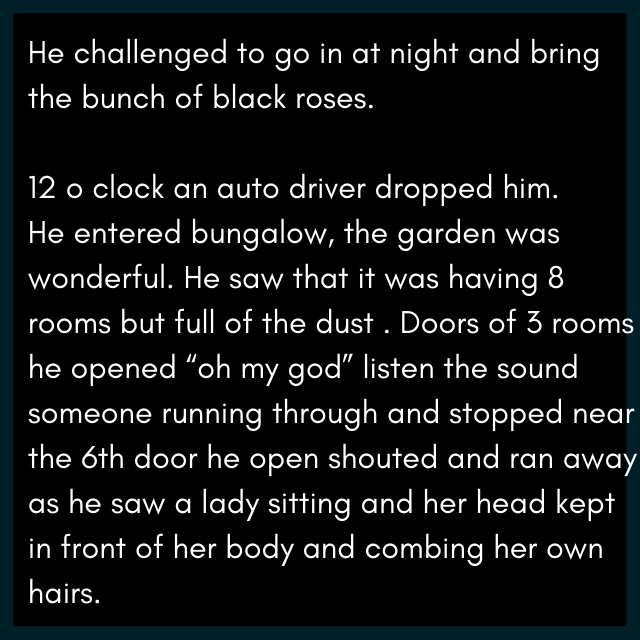 He challenged to go in at night and bring
the bunch of black roses.
12 o clock an auto driver dropped him.
He entered bungalow, the garden was
wonderful. He saw that it was having 8
rooms but full of the dust . Doors of 3 rooms
he opened “oh my god” listen the sound
someone running through and stopped near
the 6th door he open shouted and ran away
as he saw a lady sitting and her head kept
in front of her body and combing her own
hairs.